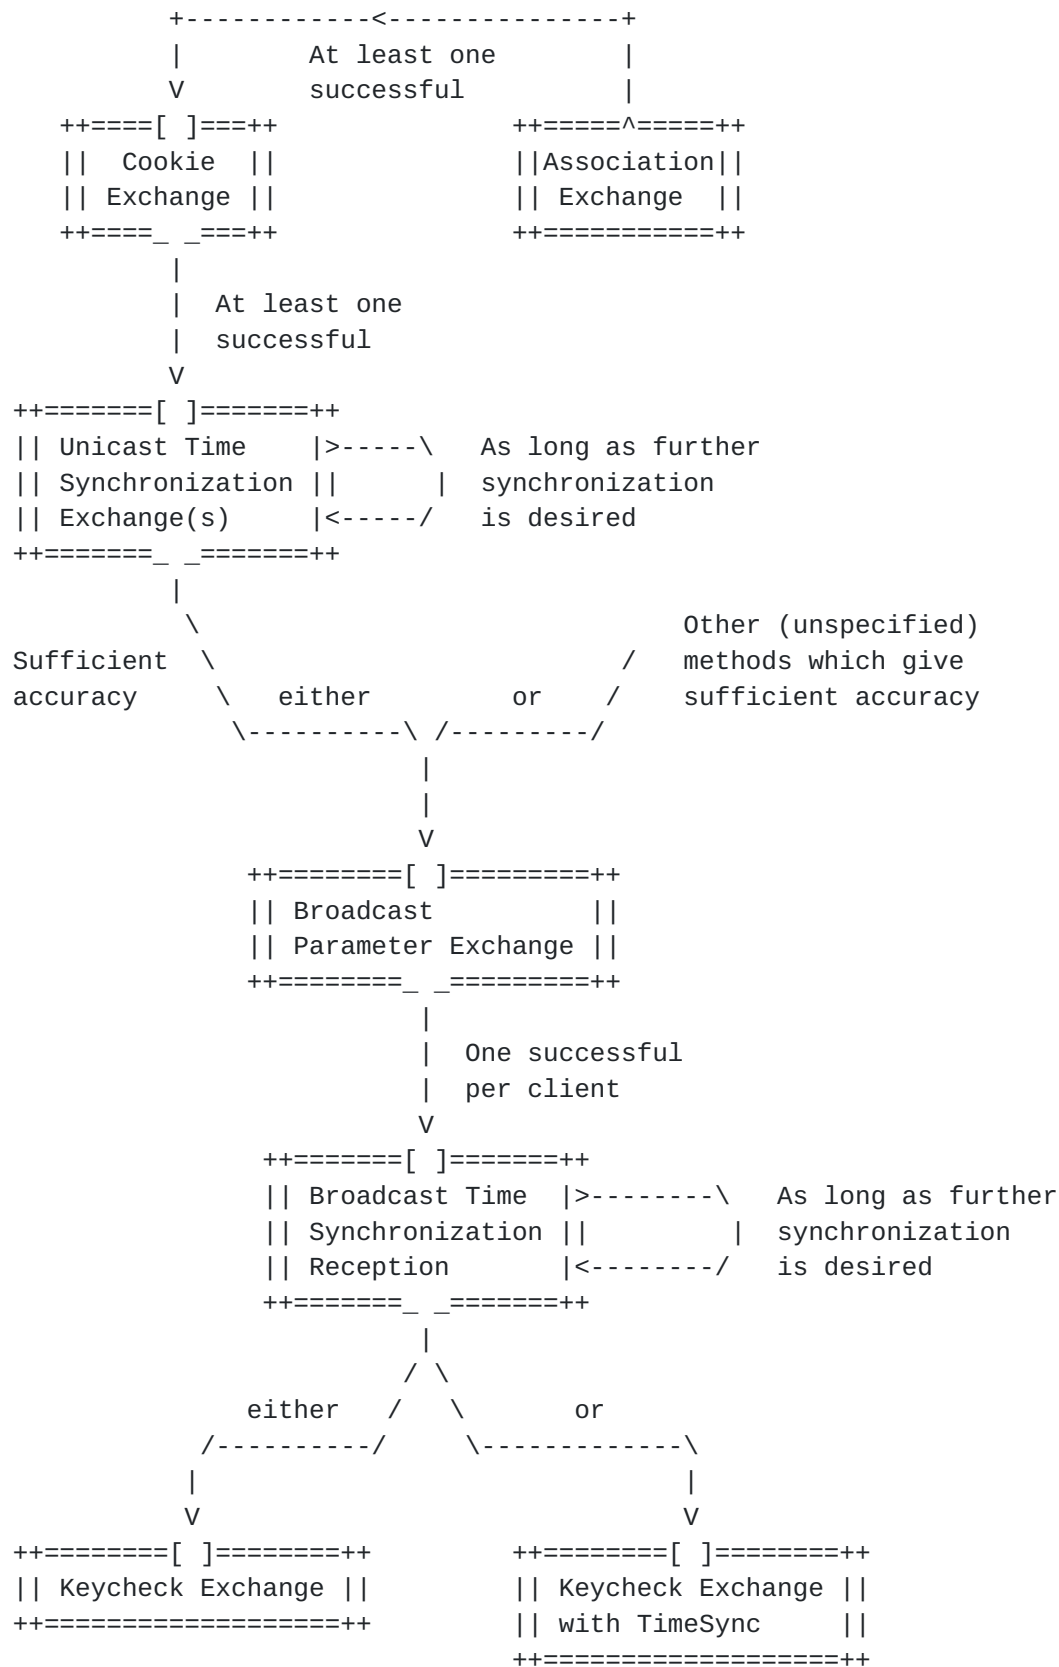 +------------<---------------+
|        At least one        |
V        successful          |
++====[ ]===++               ++=====^=====++
||  Cookie  ||               ||Association||
|| Exchange ||               || Exchange  ||
++====_ _===++               ++===========++
|
|  At least one
|  successful
V
++=======[ ]=======++
|| Unicast Time    |>-----\   As long as further
|| Synchronization ||      |  synchronization
|| Exchange(s)     |<-----/   is desired
++=======_ _=======++
|
\                               Other (unspecified)
Sufficient  \                          /   methods which give
accuracy     \   either         or    /    sufficient accuracy
\----------\ /---------/
|
|
V
++========[ ]=========++
|| Broadcast          ||
|| Parameter Exchange ||
++========_ _=========++
|
|  One successful
|  per client
V
++=======[ ]=======++
|| Broadcast Time  |>--------\   As long as further
|| Synchronization ||         |  synchronization
|| Reception       |<--------/   is desired
++=======_ _=======++
|
/ \
either   /   \       or
/----------/     \-------------\
|                               |
V                               V
++========[ ]========++         ++========[ ]========++
|| Keycheck Exchange ||         || Keycheck Exchange ||
++===================++         || with TimeSync     ||
++===================++